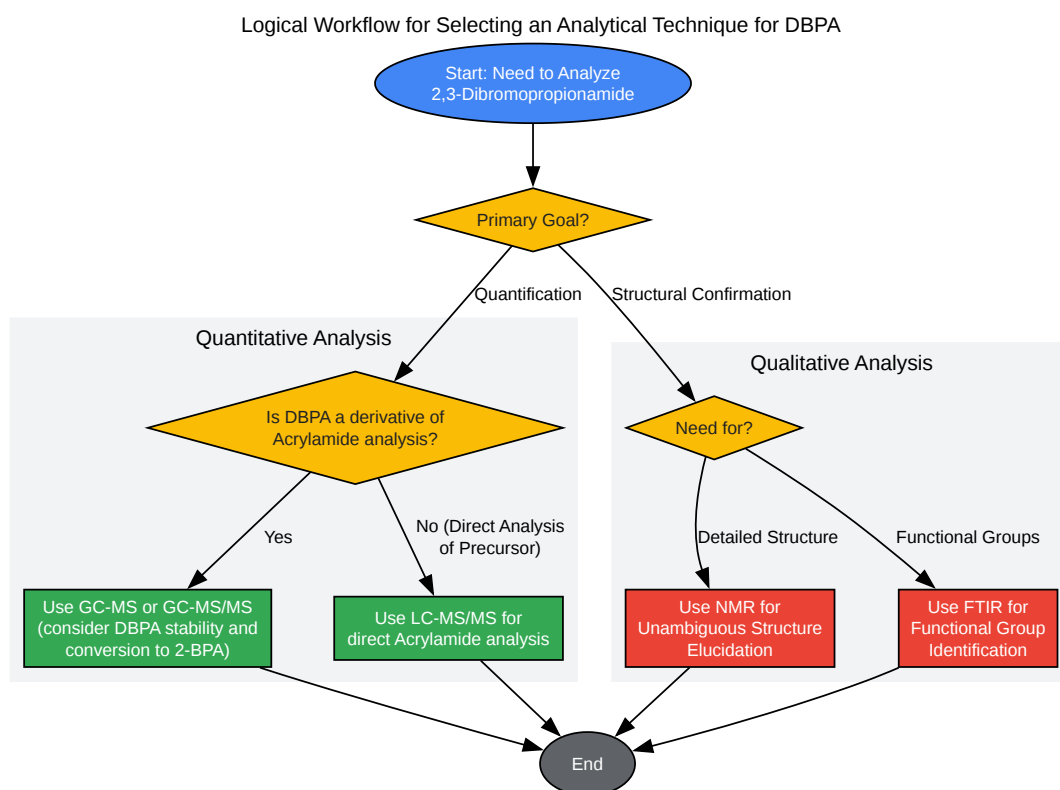 Logical Workflow for Selecting an Analytical Technique for DBPA
Start: Need to Analyze
2,3-Dibromopropionamide
Primary Goal?
Quantification
Structural Confirmation
Quantitative Analysis
Qualitative Analysis
Is DBPA a derivative of
Acrylamide analysis?
Need for?
Yes
No (Direct Analysis
of Precursor)
Detailed Structure
Functional Groups
Use GC-MS or GC-MS/MS
(consider DBPA stability and
conversion to 2-BPA)
Use LC-MS/MS for
direct Acrylamide analysis
Use NMR for
Unambiguous Structure
Elucidation
Use FTIR for
Functional Group
Identification
End